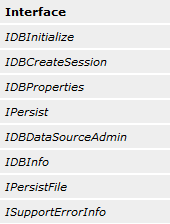 Interface
IDBInitialize
IDBCreateSession
IDBProperties
IPersist
IDBDataSourceAdmin
IDBInfo
IPersistFile
ISupportErrorInfo